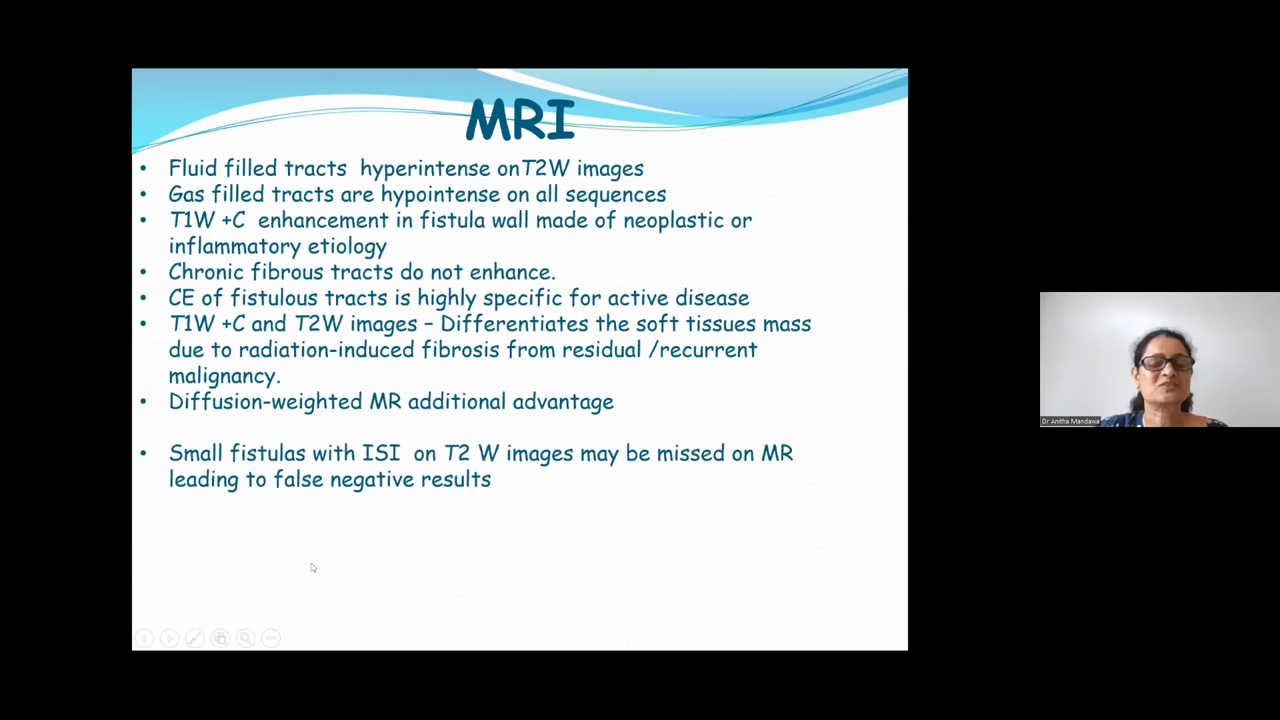 MRI
• Fluid filled tracts hyperintense onT2W images
• Gas filled tracts are hypointense on all sequences
• T1W +C enhancement in fistula wall made of neoplastic or
inflammatory etiology
• Chronic fibrous tracts do not enhance.
• CE of fistulous tracts is highly specific for active disease
• T1W +C and T2W images – Differentiates the soft tissues mass
due to radiation-induced fibrosis from residual /recurrent
malignancy.
• Diffusion-weighted MR additional advantage
• Small fistulas with ISI on T2 W images may be missed on MR
leading to false negative results
Dr Anitha Mandawa